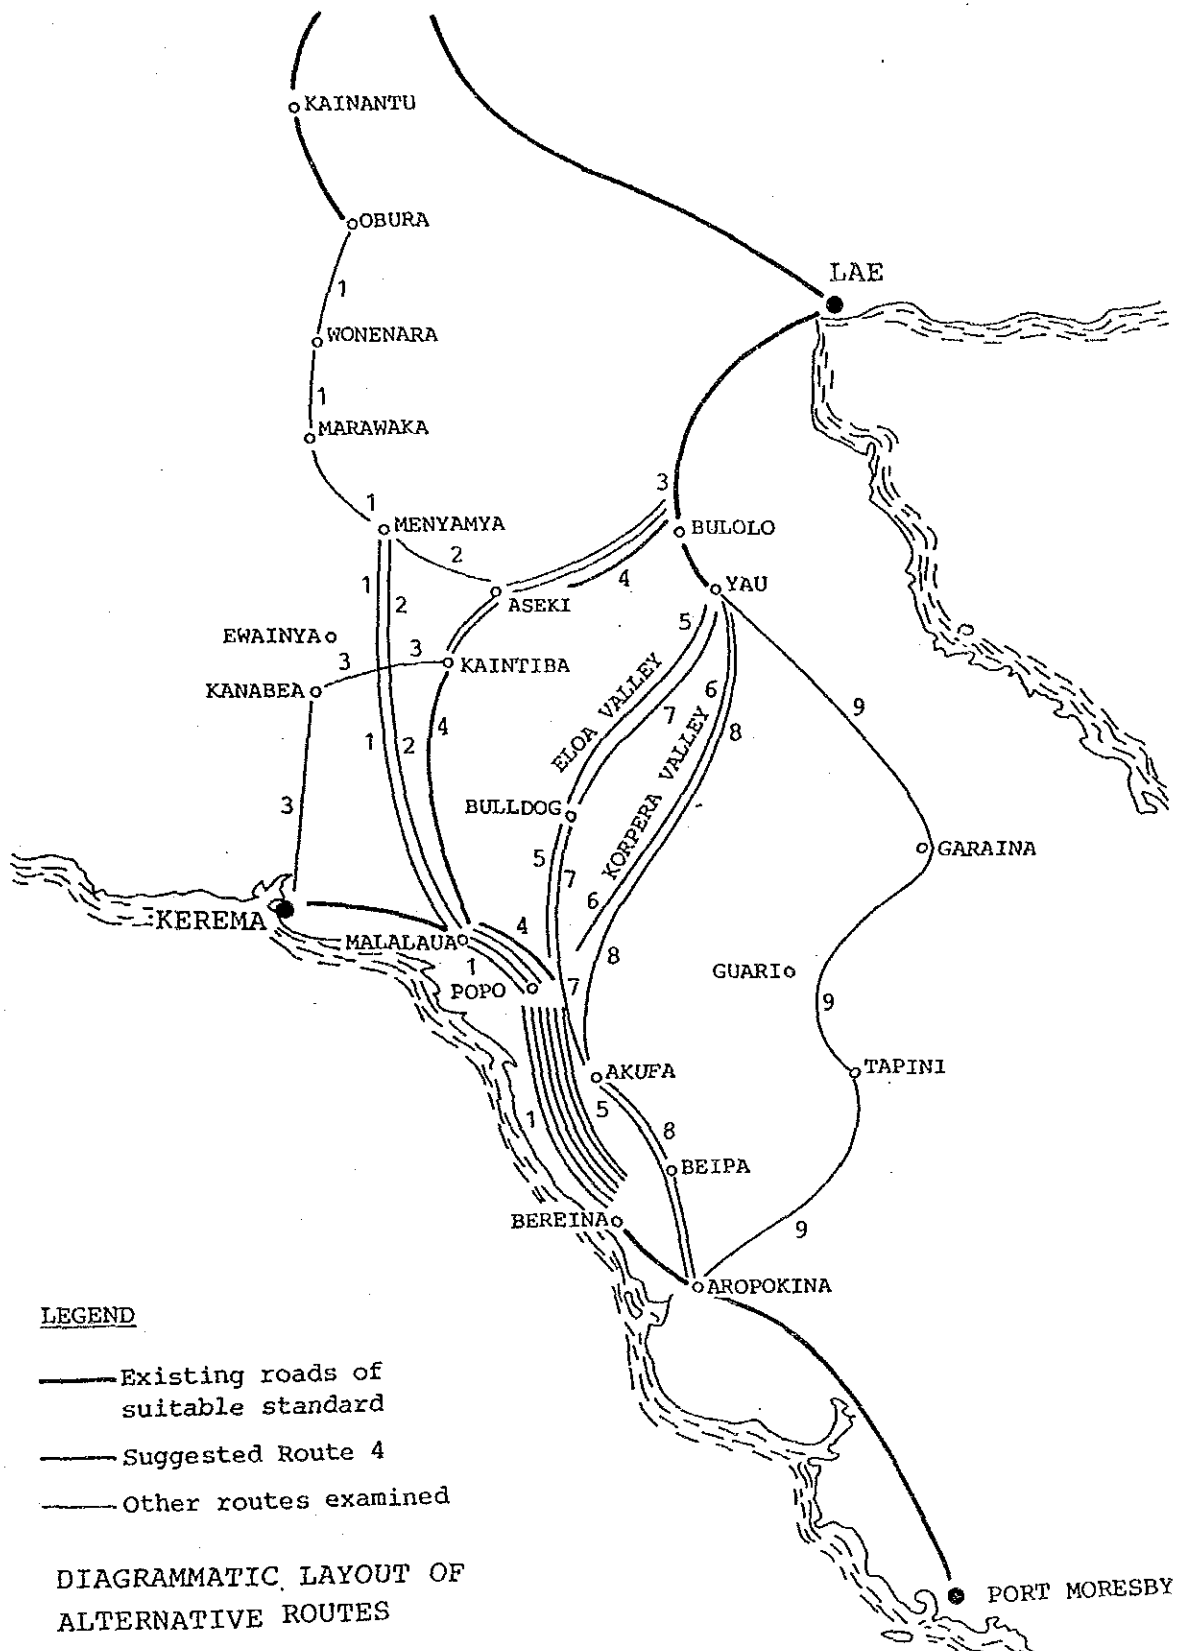 KAINANTU
OBURA
1
LAE
WONENARA
1
MARAWAKA
3
1
MENYAMYA
BULOLO
2
4
1
2
ASEKI
YAU
5
EWAINYA
3
3
KAINTIBA
KANABEA
ELOA VALLEY
6
7
9
4
1
2
8
KORPERA VALLEY
3
BULLDOG
5
7
GARAINA
6
KEREMA
4
MALALAUA
8
1
POPO
7
GUARI
9
AKUFA
TAPINI
5
1
8
BEIPA
BEREINA
9
AROPOKINA
LEGEND
Existing roads of
suitable standard
Suggested Route 4
Other routes examined
DIAGRAMMATIC LAYOUT OF
ALTERNATIVE ROUTES
PORT MORESBY